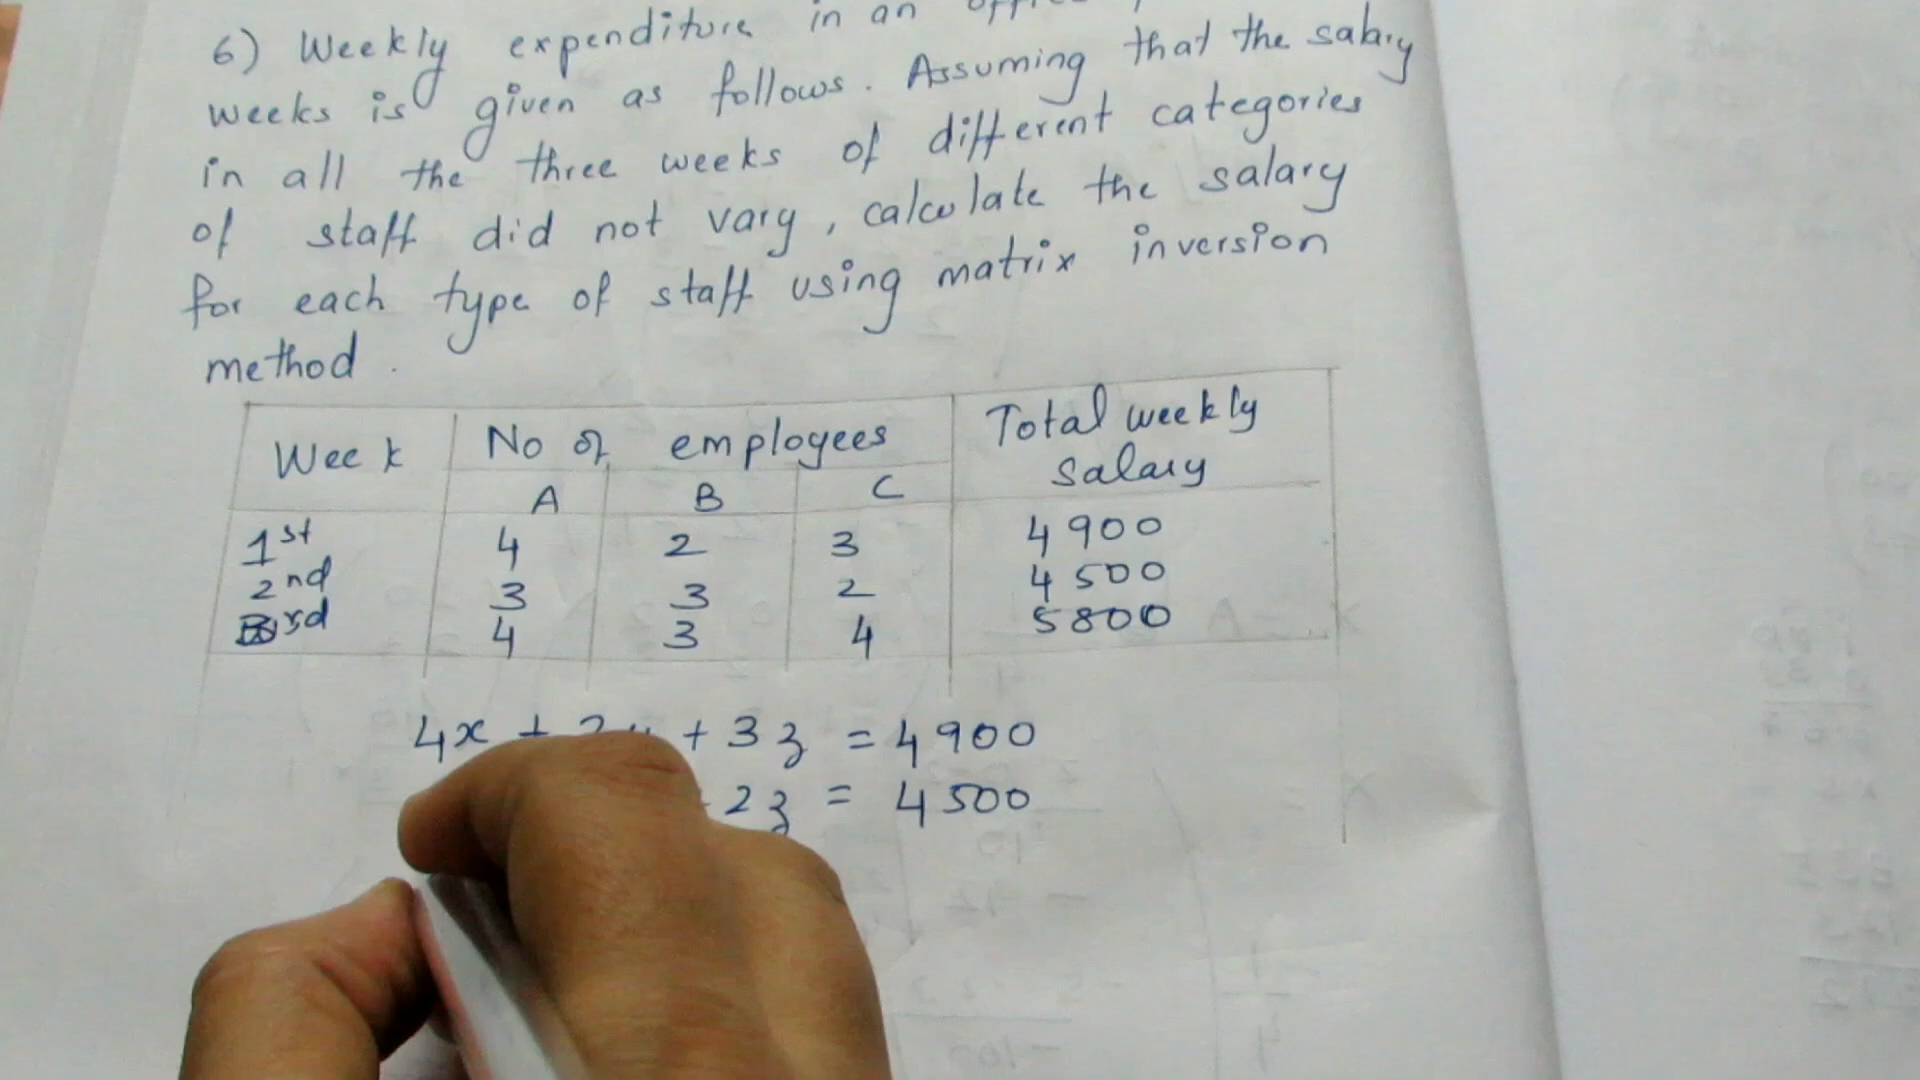 6) Weekly expenditure in an
weeks is given as follows. Assuming that the salary
in all the three weeks of different categories
of staff did not vary, calculate the salary
for each type of staff using matrix inversion
method.
Week No of employees Total weekly salary
A B C
1st 4 2 3 4900
2nd 3 3 2 4500
3rd 4 3 4 5800
4x + 2y + 3z = 4900
2z = 4500